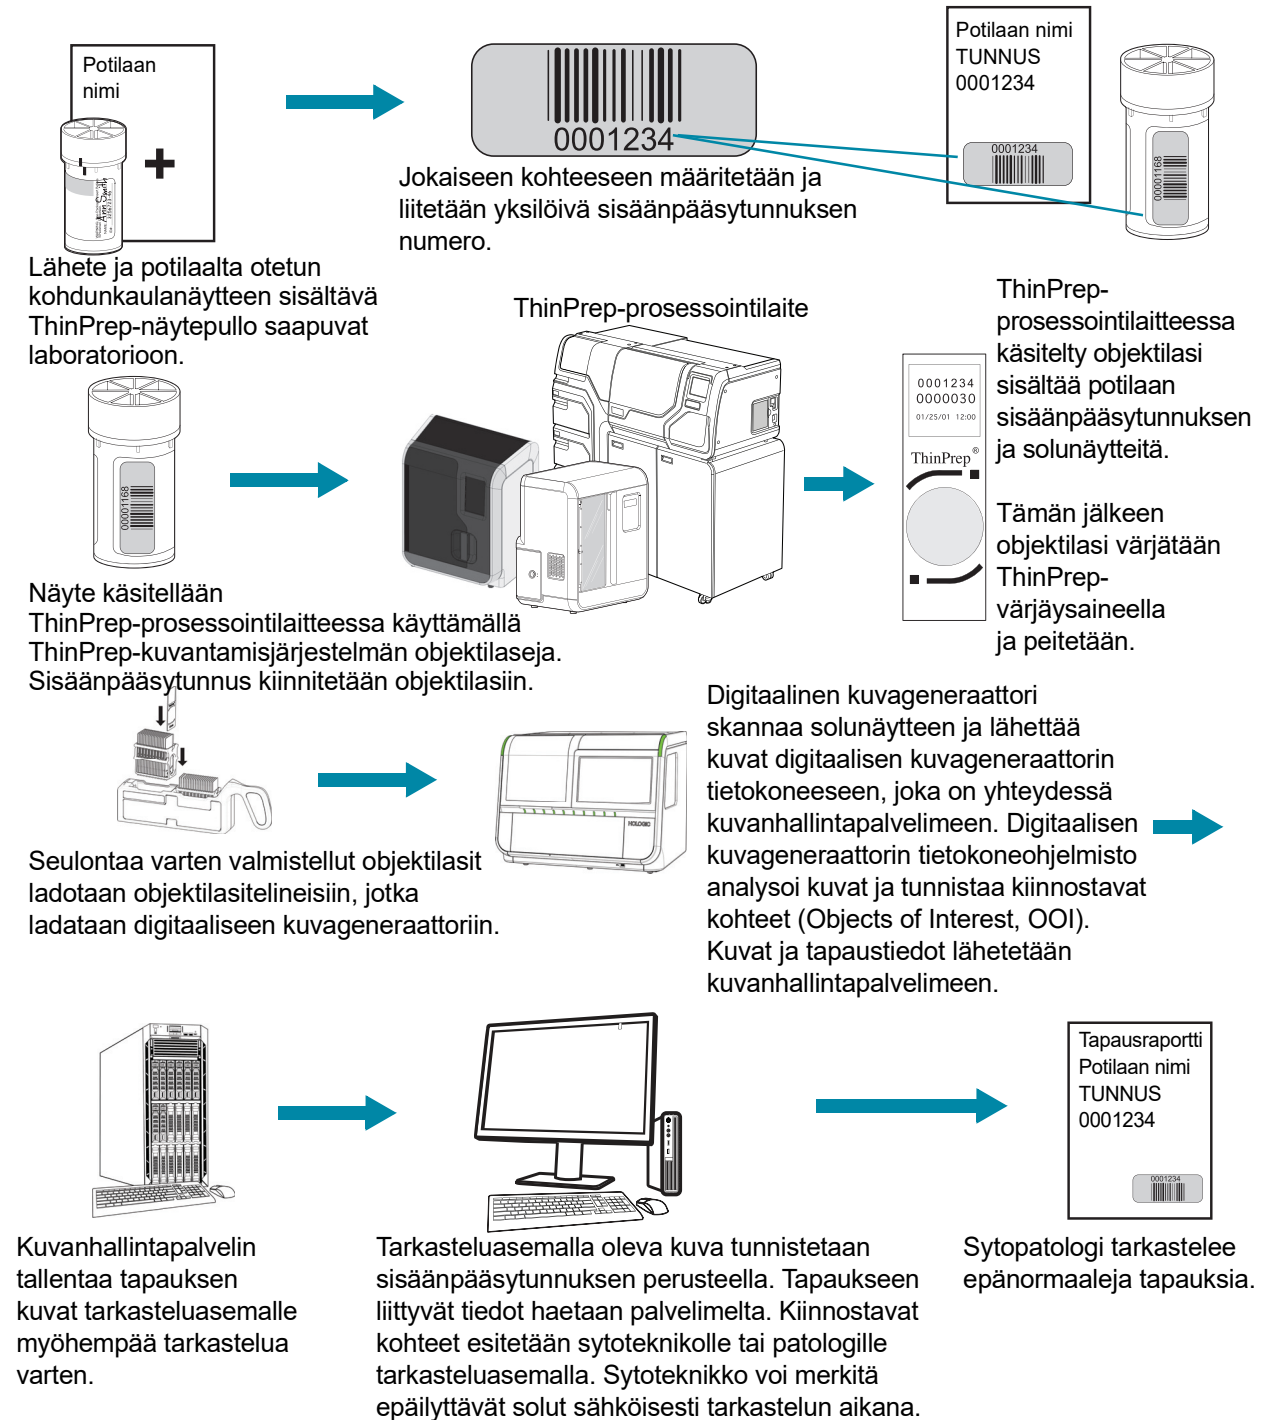 Potilaan
nimi
Ann Smith
0001234
Potilaan nimi
TUNNUS
0001234
0001234
00001168
Jokaiseen kohteeseen määritetään ja
liitetään yksilöivä sisäänpääsytunnuksen
numero.
Lähete ja potilaalta otetun
kohdunkaulanäytteen sisältävä
ThinPrep-näytepullo saapuvat
laboratorioon.
00001168
Näyte käsitellään
ThinPrep-prosessointilaitteessa käyttämällä
ThinPrep-kuvantamisjärjestelmän objektilaseja.
Sisäänpääsytunnus kiinnitetään objektilasiin.
ThinPrep-prosessointilaite
0001234
0000030
01/25/01 12:00
ThinPrep®
ThinPrep-
prosessointilaitteessa
käsitelty objektilasi
sisältää potilaan
sisäänpääsytunnuksen
ja solunäytteitä.
Tämän jälkeen
objektilasi värjätään
ThinPrep-
värjäysaineella
ja peitetään.
Seulontaa varten valmistellut objektilasit
ladotaan objektilasitelineisiin, jotka
ladataan digitaaliseen kuvageneraattoriin.
HOLOGIC
Digitaalinen kuvageneraattori
skannaa solunäytteen ja lähettää
kuvat digitaalisen kuvageneraattorin
tietokoneeseen, joka on yhteydessä
kuvanhallintapalvelimeen. Digitaalisen
kuvageneraattorin tietokoneohjelmisto
analysoi kuvat ja tunnistaa kiinnostavat
kohteet (Objects of Interest, OOI).
Kuvat ja tapaustiedot lähetetään
kuvanhallintapalvelimeen.
Kuvanhallintapalvelin
tallentaa tapauksen
kuvat tarkasteluasemalle
myöhempää tarkastelua
varten.
Tarkasteluasemalla oleva kuva tunnistetaan
sisäänpääsytunnuksen perusteella. Tapaukseen
liittyvät tiedot haetaan palvelimelta. Kiinnostavat
kohteet esitetään sytoteknikolle tai patologille
tarkasteluasemalla. Sytoteknikko voi merkitä
epäilyttävät solut sähköisesti tarkastelun aikana.
Tapausraportti
Potilaan nimi
TUNNUS
0001234
0001234
Sytopatologi tarkastelee
epänormaaleja tapauksia.